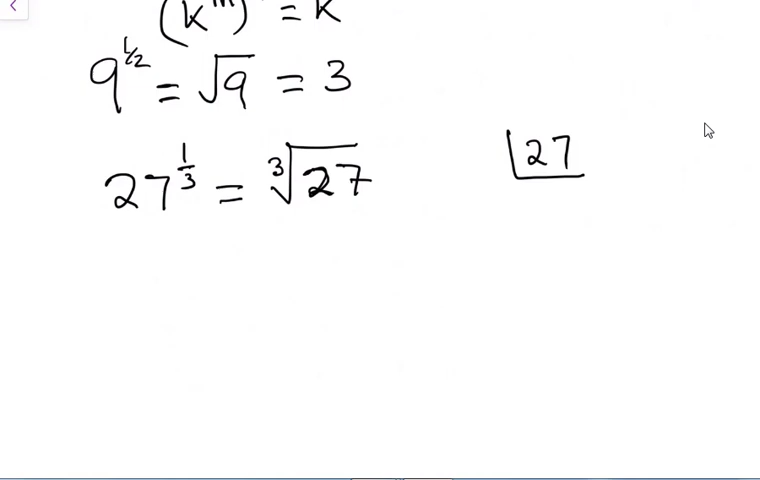 (k^m) = k
9^{1/2} = √9 = 3
27^{1/3} = ∛27
27